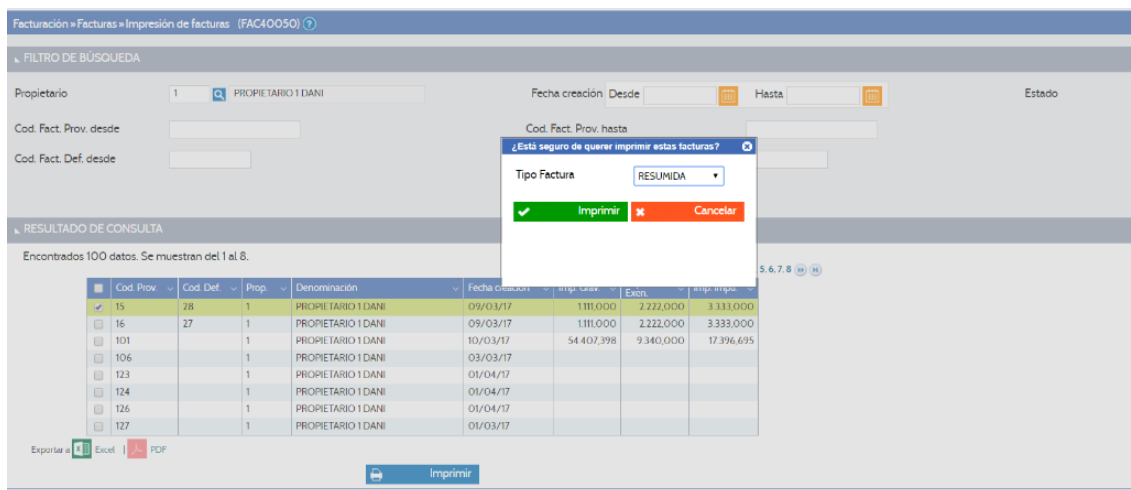 Facturación » Facturas » Impresión de facturas (FAC40050) ?
FILTRO DE BÚSQUEDA
Propietario 1 PROPIETARIO 1 DANI Fecha creación Desde Hasta Estado
Cod. Fact. Prov. desde Cod. Fact. Prov. hasta
Cod. Fact. Def. desde
¿Está seguro de querer imprimir estas facturas?
Tipo Factura RESUMIDA
Imprimir Cancelar
RESULTADO DE CONSULTA
Encontrados 100 datos. Se muestran del 1 al 8.
5, 6, 7, 8
Cod. Prov. Cod. Def. Prop. Denominación Fecha creación Imp. Grav. Exen. Imp. Impu.
15 28 1 PROPIETARIO 1 DANI 09/03/17 1.111,000 2.222,000 3.333,000
16 27 1 PROPIETARIO 1 DANI 09/03/17 1.111,000 2.222,000 3.333,000
101 1 PROPIETARIO 1 DANI 10/03/17 54.407,398 9.340,000 17.396,695
106 1 PROPIETARIO 1 DANI 03/03/17
123 1 PROPIETARIO 1 DANI 01/04/17
124 1 PROPIETARIO 1 DANI 01/04/17
126 1 PROPIETARIO 1 DANI 01/04/17
127 1 PROPIETARIO 1 DANI 01/03/17
Exportar a Excel | PDF
Imprimir